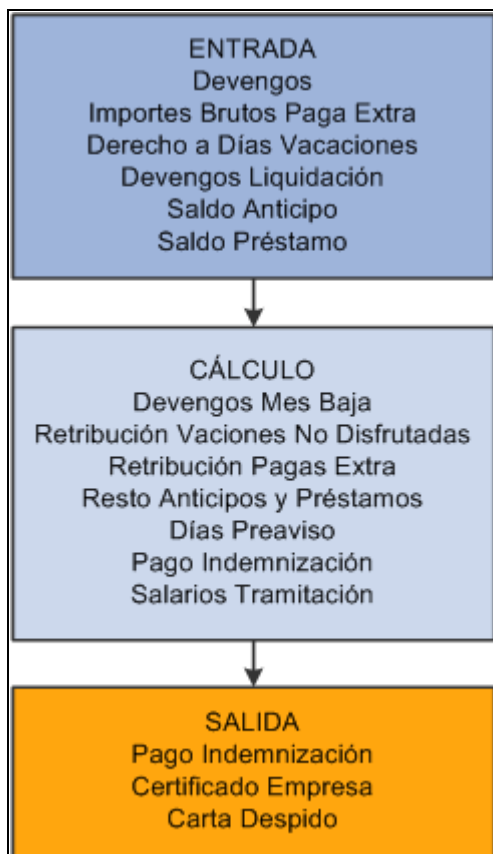 ENTRADA
Devengos
Importes Brutos Paga Extra
Derecho a Días Vacaciones
Devengos Liquidación
Saldo Anticipo
Saldo Préstamo
CÁLCULO
Devengos Mes Baja
Retribución Vaciones No Disfrutadas
Retribución Pagas Extra
Resto Anticipos y Préstamos
Días Preaviso
Pago Indemnización
Salarios Tramitación
SALIDA
Pago Indemnización
Certificado Empresa
Carta Despido